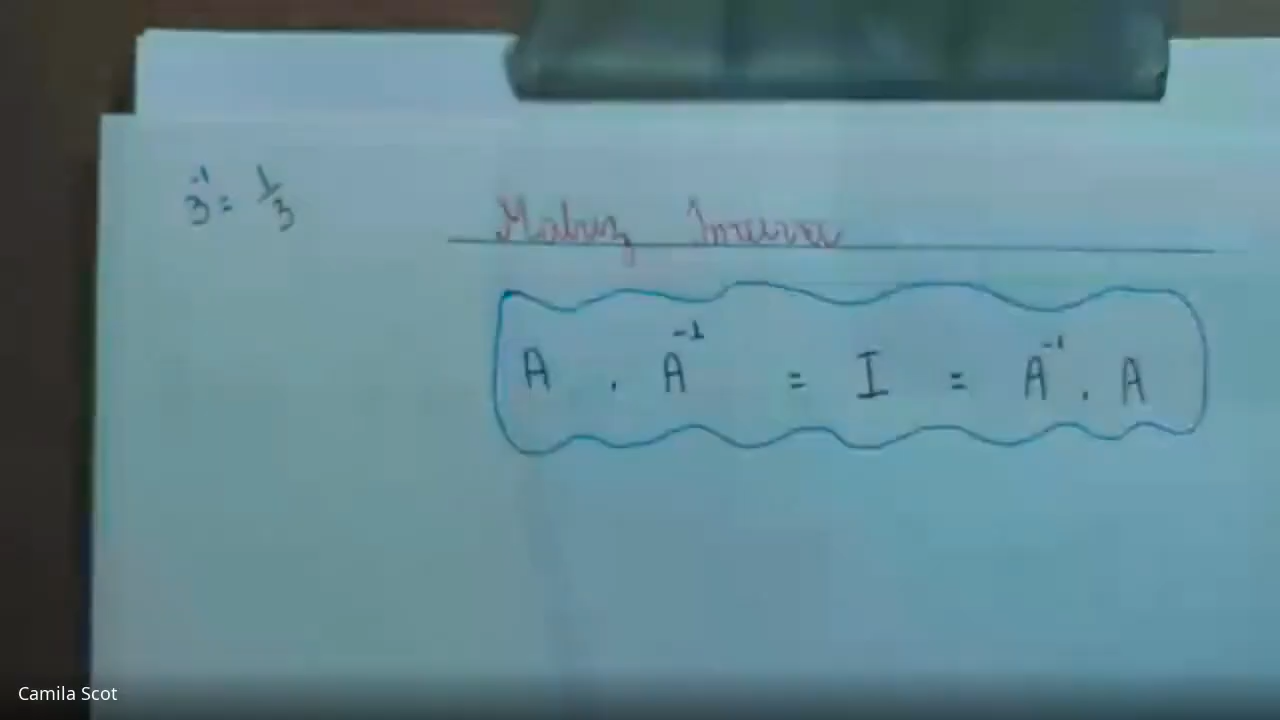 3⁻¹ = 1/3
Matriz Inversa
A . A⁻¹ = I = A⁻¹ . A
Camila Scot